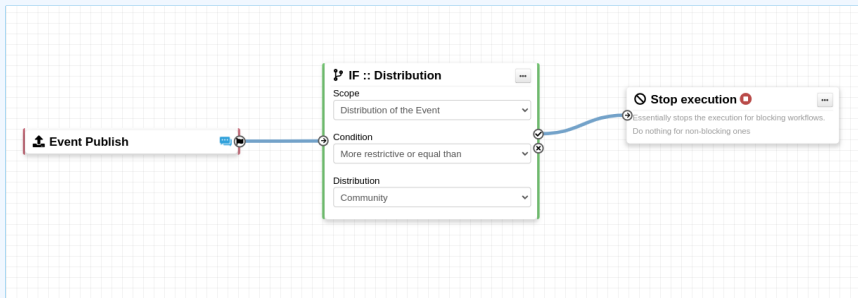 Event Publish
IF :: Distribution
Scope
Distribution of the Event
Condition
More restrictive or equal than
Distribution
Community
Stop execution
Essentially stops the execution for blocking workflows.
Do nothing for non-blocking ones